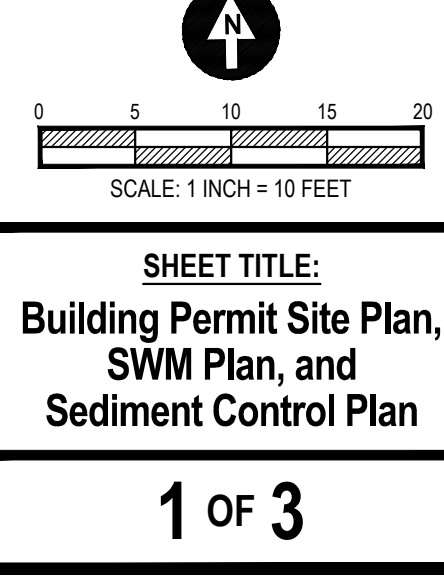 N
0 5 10 15 20
SCALE: 1 INCH = 10 FEET
SHEET TITLE:
Building Permit Site Plan,
SWM Plan, and
Sediment Control Plan
1 OF 3